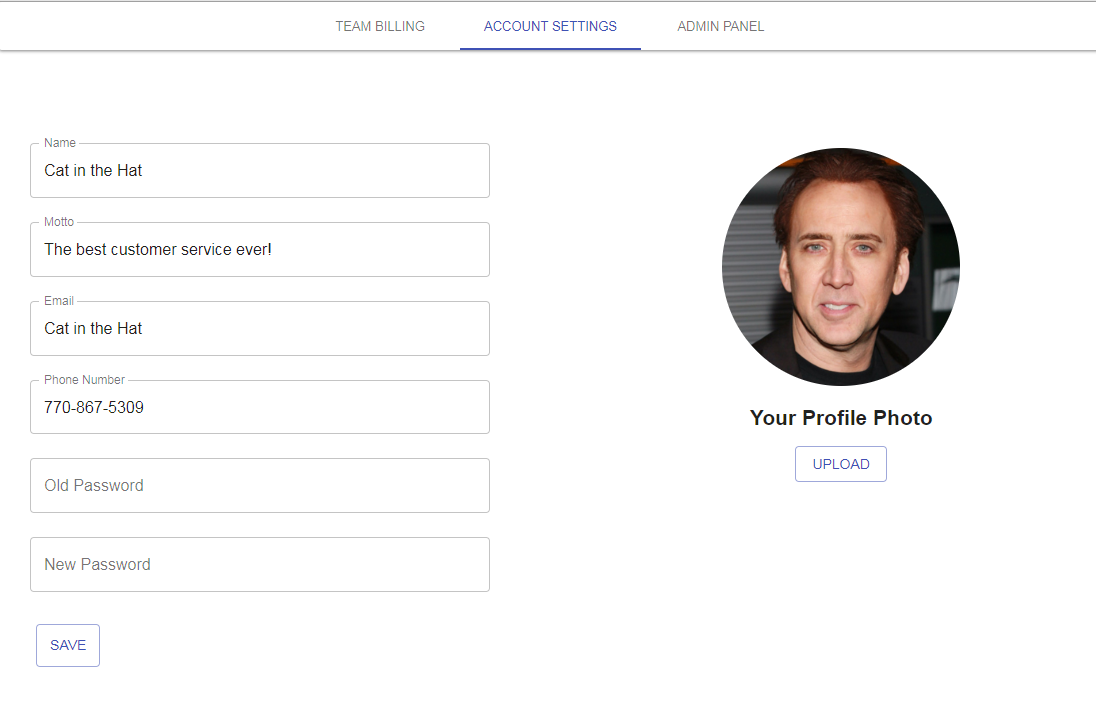 TEAM BILLING ACCOUNT SETTINGS ADMIN PANEL
Name
Cat in the Hat
Motto
The best customer service ever!
Email
Cat in the Hat
Phone Number
770-867-5309
Old Password
New Password
SAVE
Your Profile Photo
UPLOAD